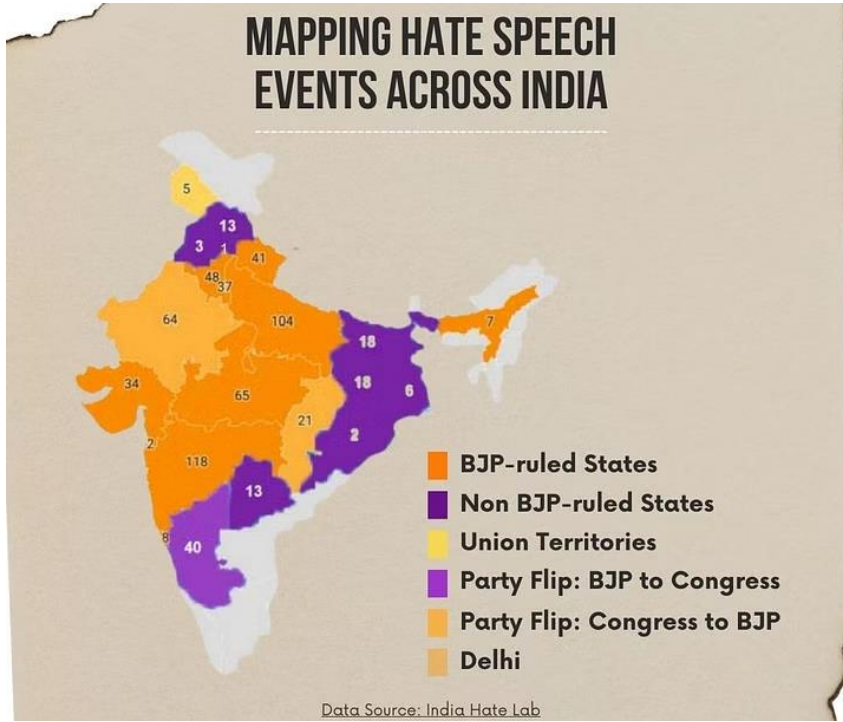 MAPPING HATE SPEECH
EVENTS ACROSS INDIA
5
13
3
1
41
48
37
64
104
7
18
34
18
65
6
21
2
2
118
13
8
40
BJP-ruled States
Non BJP-ruled States
Union Territories
Party Flip: BJP to Congress
Party Flip: Congress to BJP
Delhi
Data Source: India Hate Lab